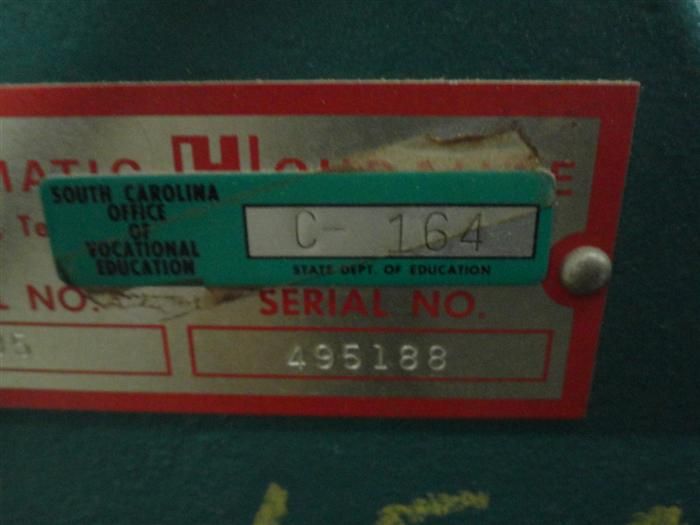 MATIC H
SOUTH CAROLINA
OFFICE
OF
VOCATIONAL
EDUCATION
C- 164
STATE DEPT. OF EDUCATION
L NO.
SERIAL NO.
495188